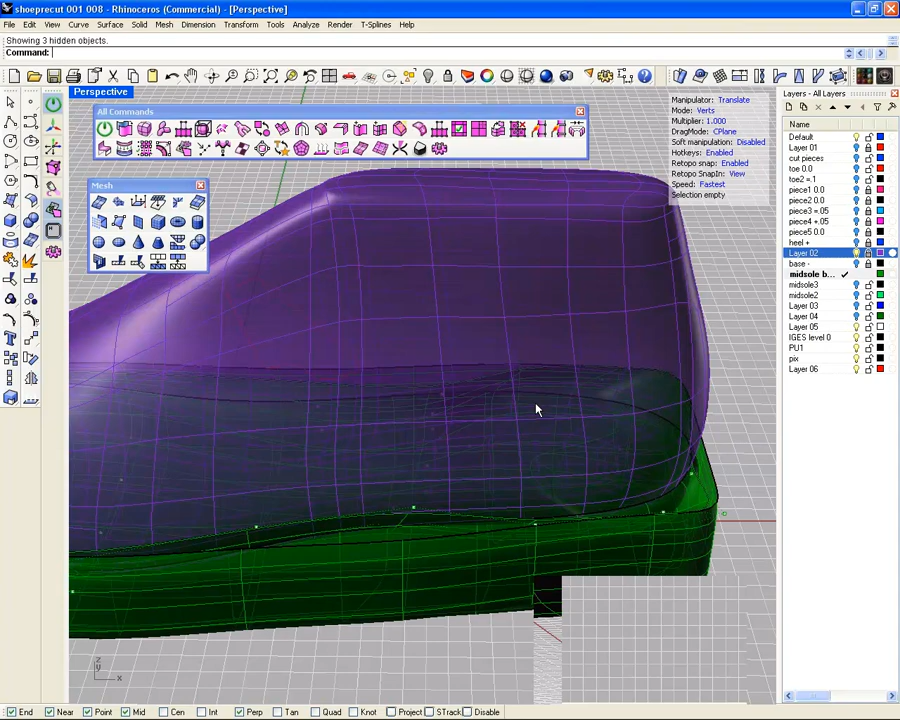 shoeprecut 001 008 - Rhinoceros (Commercial) - [Perspective]
File Edit View Curve Surface Solid Mesh Dimension Transform Tools Analyze Render T-Splines Help
Showing 3 hidden objects.
Command:
Perspective
All Commands
Mesh
Manipulator: Translate
Mode: Verts
Multiplier: 1.000
DragMode: CPlane
Soft manipulation: Disabled
Hotkeys: Enabled
Retopo snap: Enabled
Retopo SnapIn: View
Speed: Fastest
Selection empty
Layers - All Layers
Name
Default
Layer 01
cut pieces
toe 0.0
toe2 =.1
piece1 0.0
piece2 0.0
piece3 =.05
piece4 +.05
piece5 0.0
heel +
Layer 02
base -
midsole b...
midsole3
midsole2
Layer 03
Layer 04
Layer 05
IGES level 0
PU1
pix
Layer 06
z
y
x
End Near Point Mid Cen Int Perp Tan Quad Knot Project STrack Disable